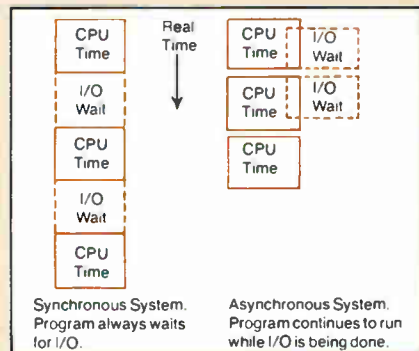 CPU
Time
I/O
Wait
CPU
Time
I/O
Wait
CPU
Time
Real
Time
CPU
Time
I/O
Wait
CPU
Time
I/O
Wait
CPU
Time
Synchronous System.
Program always waits
for I/O.
Asynchronous System.
Program continues to run
while I/O is being done.